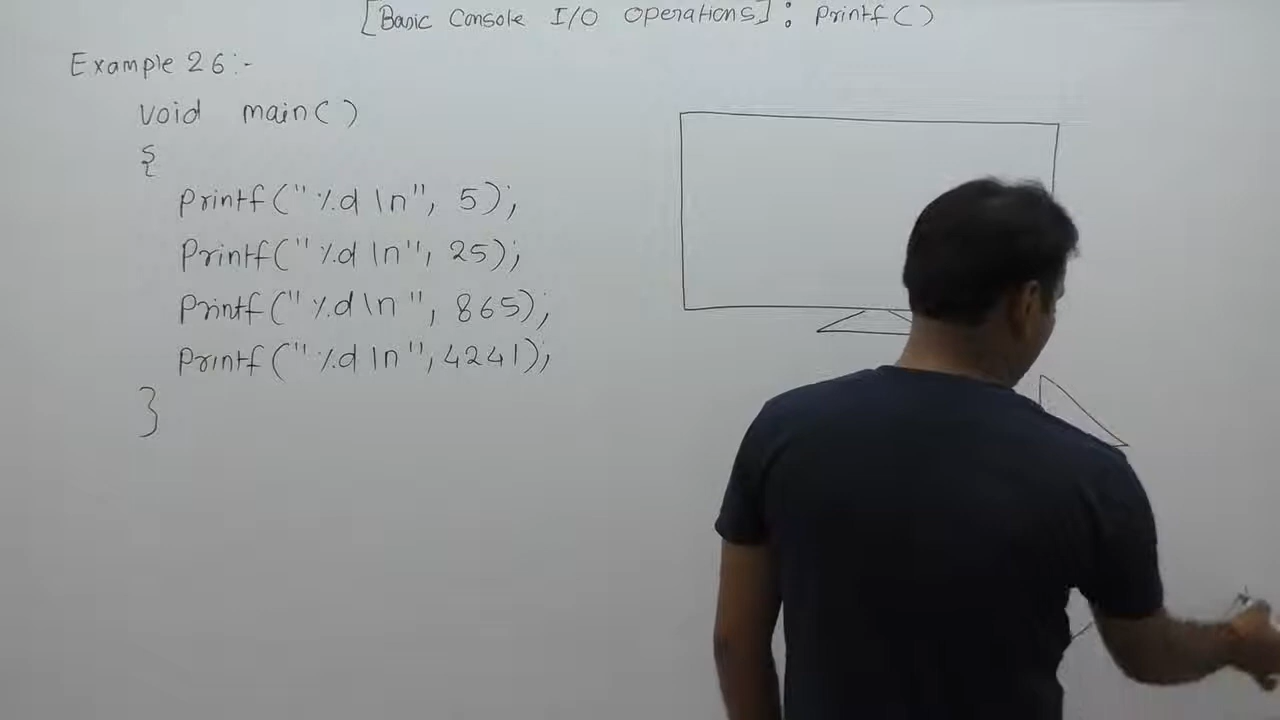 [Basic Console I/O Operations] : Printf()
Example 26:-
void main()
{
Printf("%d \n", 5);
Printf("%d \n", 25);
Printf("%d \n", 865);
Printf("%d \n", 4241);
}